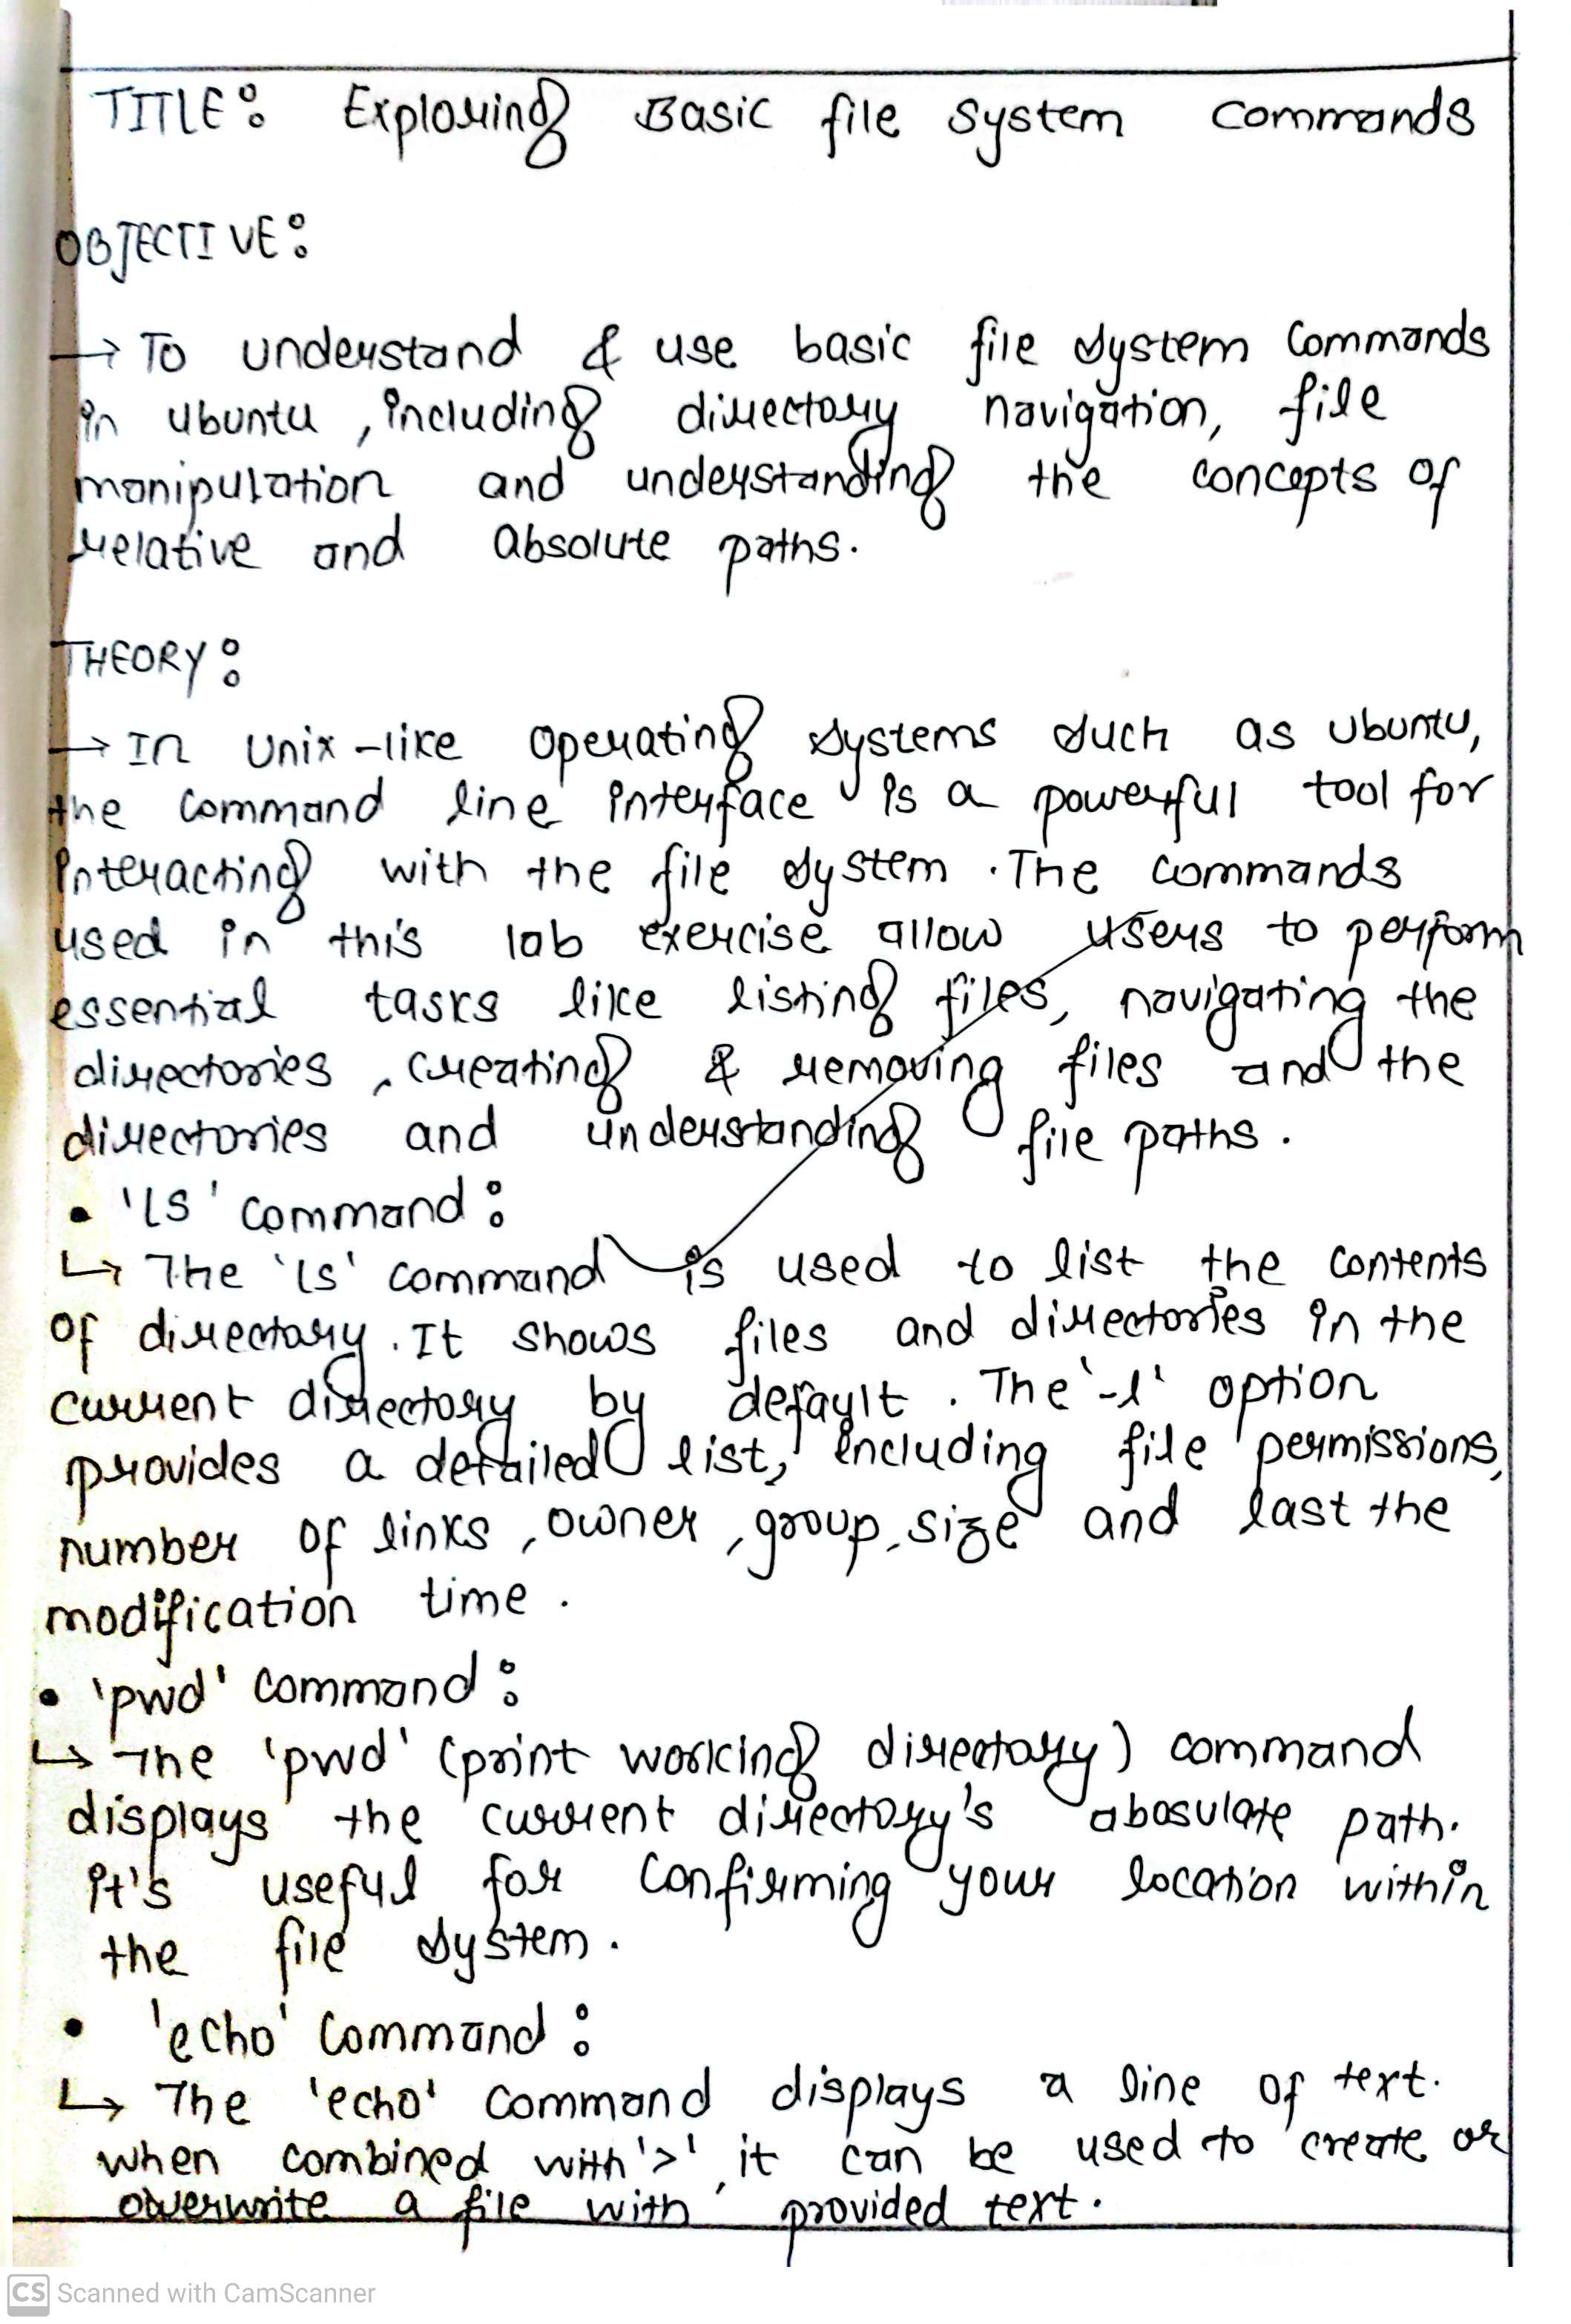 TITLE: Exploring Basic file system commands
OBJECTIVE:
→ To understand & use basic file system commands
in ubuntu, including directory navigation, file
manipulation and understanding the concepts of
relative and absolute paths.
THEORY:
→ In Unix-like operating systems such as ubuntu,
the command line interface is a powerful tool for
interacting with the file system. The commands
used in this lab exercise allow users to perform
essential tasks like listing files, navigating the
directories, creating & removing files and the
directories and understanding file paths.
• 'ls' command:
↳ The 'ls' command is used to list the contents
of directory. It shows files and directories in the
current directory by default. The '-l' option
provides a detailed list, including file permissions,
number of links, owner, group, size and last the
modification time.
• 'pwd' command:
↳ The 'pwd' (print working directory) command
displays the current directory's abosulate path.
it's useful for confirming your location within
the file system.
• 'echo' command:
↳ The 'echo' command displays a line of text.
when combined with '>', it can be used to create or
overwrite a file with provided text.
CS Scanned with CamScanner